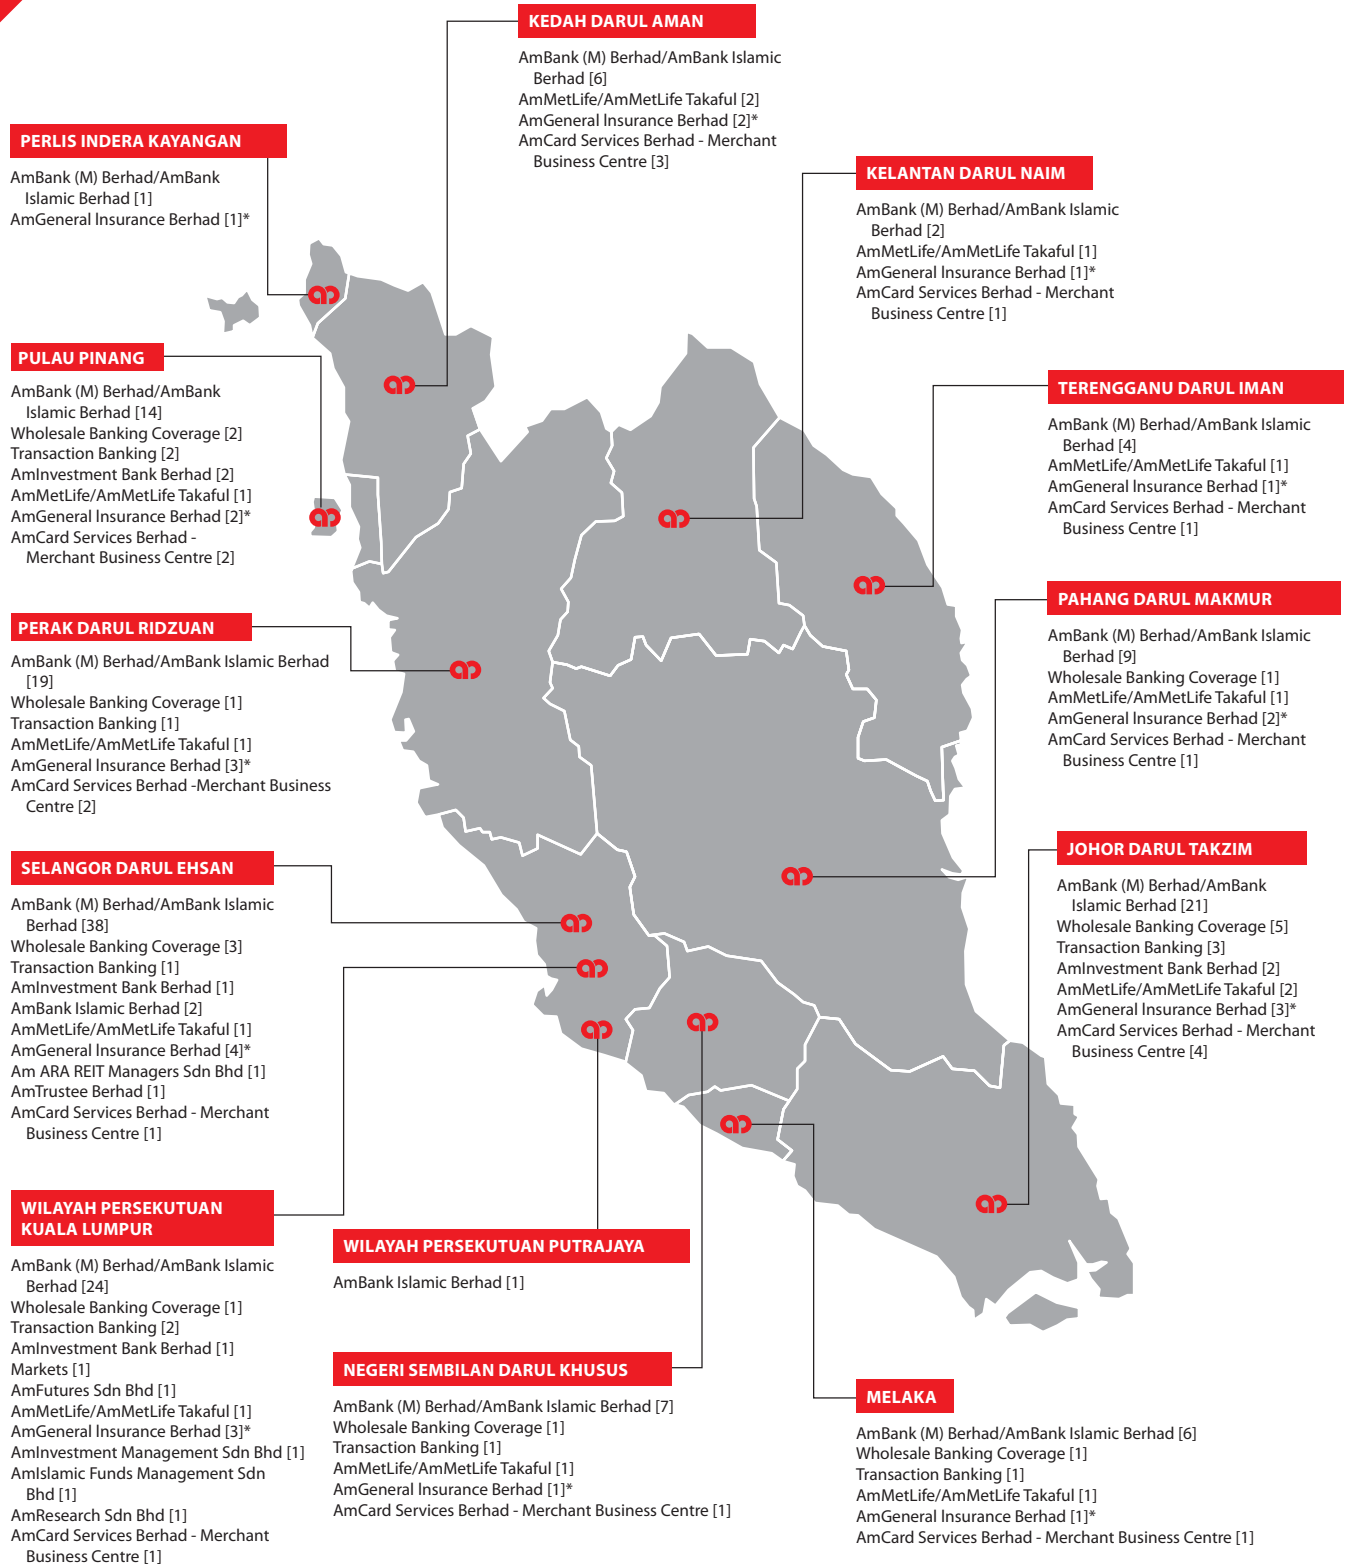 KEDAH DARUL AMAN
AmBank (M) Berhad/AmBank Islamic
Berhad [6]
AmMetLife/AmMetLife Takaful [2]
AmGeneral Insurance Berhad [2]*
AmCard Services Berhad - Merchant
Business Centre [3]
PERLIS INDERA KAYANGAN
AmBank (M) Berhad/AmBank
Islamic Berhad [1]
AmGeneral Insurance Berhad [1]*
KELANTAN DARUL NAIM
AmBank (M) Berhad/AmBank Islamic
Berhad [2]
AmMetLife/AmMetLife Takaful [1]
AmGeneral Insurance Berhad [1]*
AmCard Services Berhad - Merchant
Business Centre [1]
PULAU PINANG
AmBank (M) Berhad/AmBank
Islamic Berhad [14]
Wholesale Banking Coverage [2]
Transaction Banking [2]
AmInvestment Bank Berhad [2]
AmMetLife/AmMetLife Takaful [1]
AmGeneral Insurance Berhad [2]*
AmCard Services Berhad -
Merchant Business Centre [2]
TERENGGANU DARUL IMAN
AmBank (M) Berhad/AmBank Islamic
Berhad [4]
AmMetLife/AmMetLife Takaful [1]
AmGeneral Insurance Berhad [1]*
AmCard Services Berhad - Merchant
Business Centre [1]
PAHANG DARUL MAKMUR
AmBank (M) Berhad/AmBank Islamic
Berhad [9]
Wholesale Banking Coverage [1]
AmMetLife/AmMetLife Takaful [1]
AmGeneral Insurance Berhad [2]*
AmCard Services Berhad - Merchant
Business Centre [1]
PERAK DARUL RIDZUAN
AmBank (M) Berhad/AmBank Islamic Berhad
[19]
Wholesale Banking Coverage [1]
Transaction Banking [1]
AmMetLife/AmMetLife Takaful [1]
AmGeneral Insurance Berhad [3]*
AmCard Services Berhad -Merchant Business
Centre [2]
JOHOR DARUL TAKZIM
AmBank (M) Berhad/AmBank
Islamic Berhad [21]
Wholesale Banking Coverage [5]
Transaction Banking [3]
AmInvestment Bank Berhad [2]
AmMetLife/AmMetLife Takaful [2]
AmGeneral Insurance Berhad [3]*
AmCard Services Berhad - Merchant
Business Centre [4]
SELANGOR DARUL EHSAN
AmBank (M) Berhad/AmBank Islamic
Berhad [38]
Wholesale Banking Coverage [3]
Transaction Banking [1]
AmInvestment Bank Berhad [1]
AmBank Islamic Berhad [2]
AmMetLife/AmMetLife Takaful [1]
AmGeneral Insurance Berhad [4]*
Am ARA REIT Managers Sdn Bhd [1]
AmTrustee Berhad [1]
AmCard Services Berhad - Merchant
Business Centre [1]
WILAYAH PERSEKUTUAN
KUALA LUMPUR
AmBank (M) Berhad/AmBank Islamic
Berhad [24]
Wholesale Banking Coverage [1]
Transaction Banking [2]
AmInvestment Bank Berhad [1]
Markets [1]
AmFutures Sdn Bhd [1]
AmMetLife/AmMetLife Takaful [1]
AmGeneral Insurance Berhad [3]*
AmInvestment Management Sdn Bhd [1]
AmIslamic Funds Management Sdn
Bhd [1]
AmResearch Sdn Bhd [1]
AmCard Services Berhad - Merchant
Business Centre [1]
WILAYAH PERSEKUTUAN PUTRAJAYA
AmBank Islamic Berhad [1]
NEGERI SEMBILAN DARUL KHUSUS
AmBank (M) Berhad/AmBank Islamic Berhad [7]
Wholesale Banking Coverage [1]
Transaction Banking [1]
AmMetLife/AmMetLife Takaful [1]
AmGeneral Insurance Berhad [1]*
AmCard Services Berhad - Merchant Business Centre [1]
MELAKA
AmBank (M) Berhad/AmBank Islamic Berhad [6]
Wholesale Banking Coverage [1]
Transaction Banking [1]
AmMetLife/AmMetLife Takaful [1]
AmGeneral Insurance Berhad [1]*
AmCard Services Berhad - Merchant Business Centre [1]